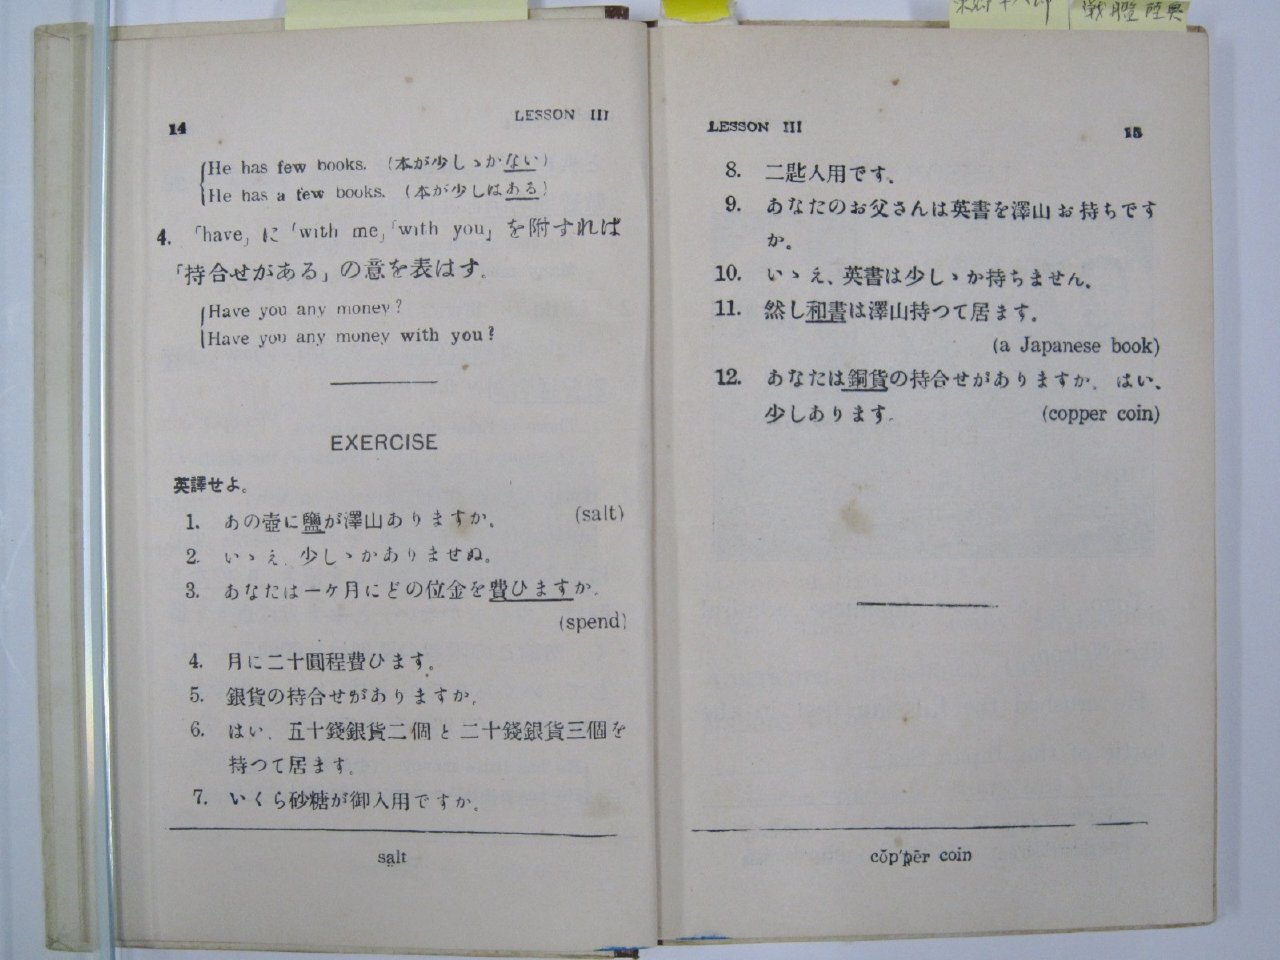 戰艦陸奥
14
LESSON III
He has few books. (本が少しゝかない)
He has a few books. (本が少しはある)
4. 「have」に「with me」「with you」を附すれば
「持合せがある」の意を表はす。
Have you any money?
Have you any money with you?
EXERCISE
英譯せよ。
1. あの壺に鹽が澤山ありますか。 (salt)
2. いゝえ、少しゝかありませぬ。
3. あなたは一ケ月にどの位金を費ひますか。
(spend)
4. 月に二十圓程費ひます。
5. 銀貨の持合せがありますか。
6. はい、五十錢銀貨二個と二十錢銀貨三個を
持つて居ます。
7. いくら砂糖が御入用ですか。
salt
LESSON III
15
8. 二匙入用です。
9. あなたのお父さんは英書を澤山お持ちです
か。
10. いゝえ、英書は少しゝか持ちません。
11. 然し和書は澤山持つて居ます。
(a Japanese book)
12. あなたは銅貨の持合せがありますか。はい、
少しあります。 (copper coin)
cŏp′pẽr coin